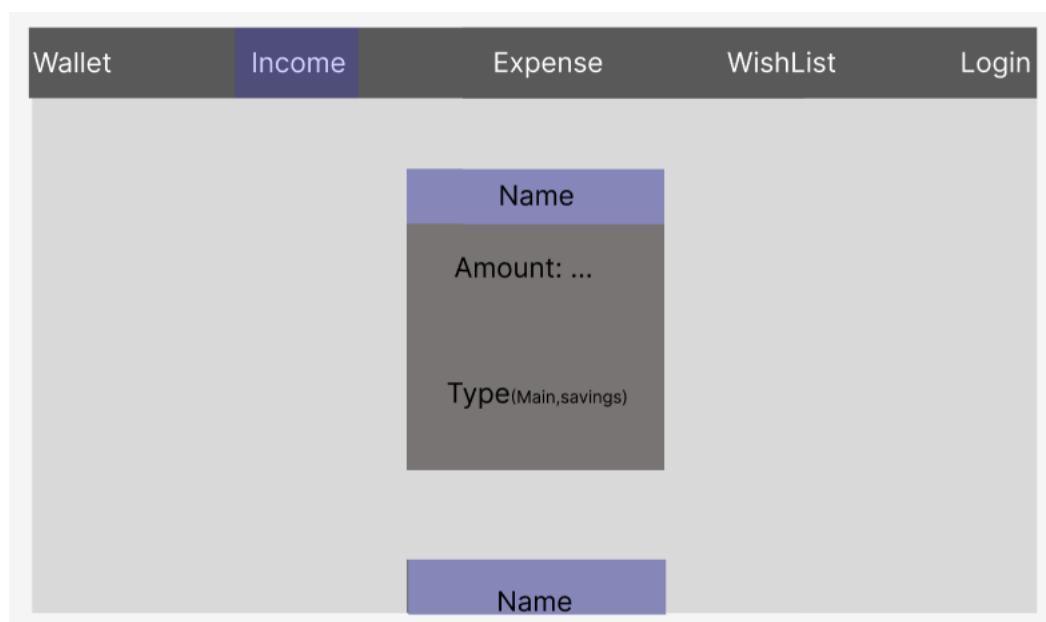 Wallet Income Expense WishList Login
Name
Amount: ...
Type(Main,savings)
Name